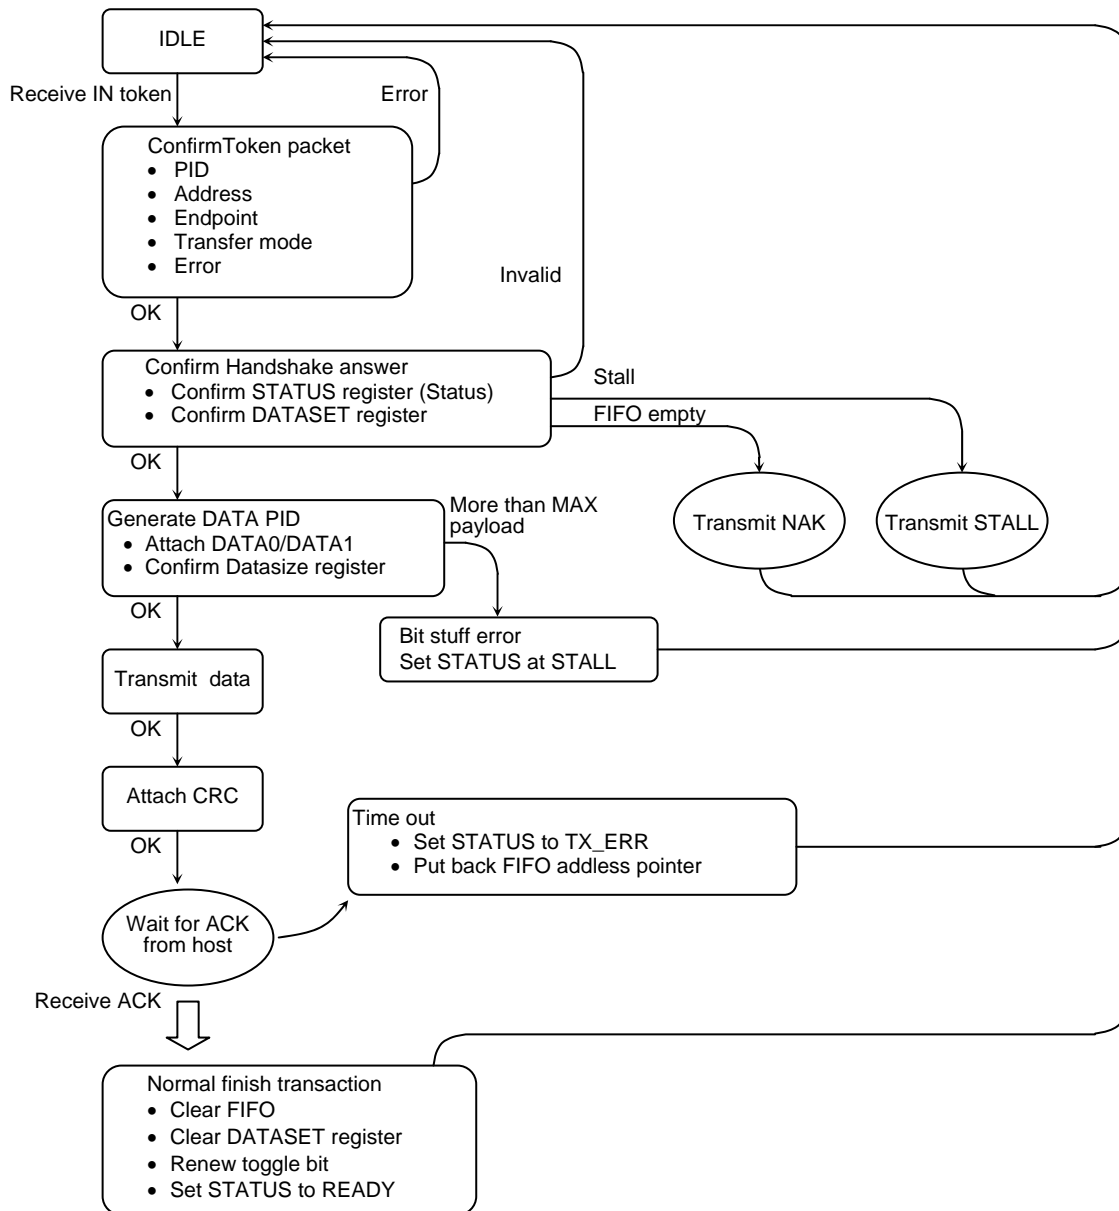 IDLE
Receive IN token
Error
ConfirmToken packet
• PID
• Address
• Endpoint
• Transfer mode
• Error
Invalid
OK
Confirm Handshake answer
• Confirm STATUS register (Status)
• Confirm DATASET register
Stall
FIFO empty
OK
Transmit NAK
Transmit STALL
Generate DATA PID
• Attach DATA0/DATA1
• Confirm Datasize register
More than MAX
payload
OK
Bit stuff error
Set STATUS at STALL
Transmit data
OK
Attach CRC
OK
Time out
• Set STATUS to TX_ERR
• Put back FIFO addless pointer
Wait for ACK
from host
Receive ACK
Normal finish transaction
• Clear FIFO
• Clear DATASET register
• Renew toggle bit
• Set STATUS to READY